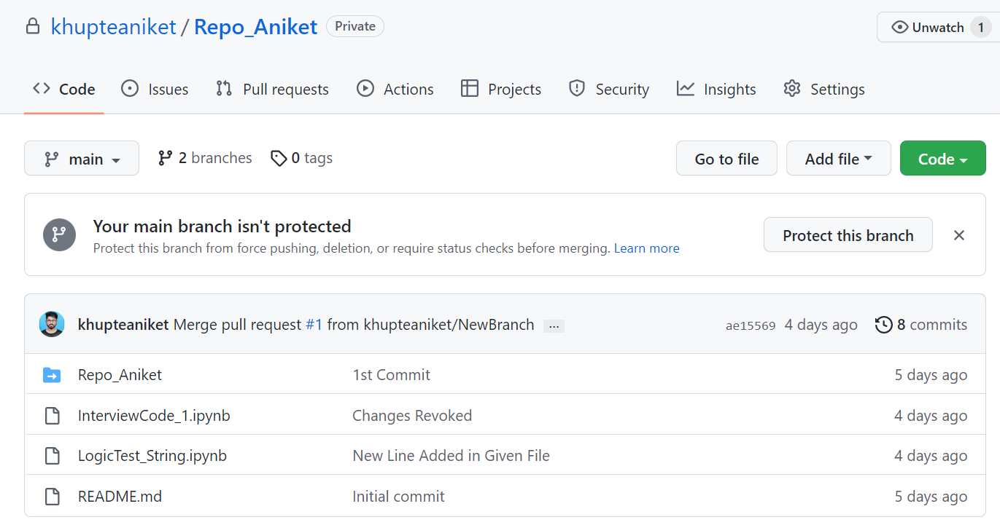 khupteaniket / Repo_Aniket Private Unwatch 1
Code Issues Pull requests Actions Projects Security Insights Settings
main 2 branches 0 tags Go to file Add file Code
Your main branch isn't protected
Protect this branch from force pushing, deletion, or require status checks before merging. Learn more
Protect this branch
khupteaniket Merge pull request #1 from khupteaniket/NewBranch ... ae15569 4 days ago 8 commits
Repo_Aniket 1st Commit 5 days ago
InterviewCode_1.ipynb Changes Revoked 4 days ago
LogicTest_String.ipynb New Line Added in Given File 4 days ago
README.md Initial commit 5 days ago